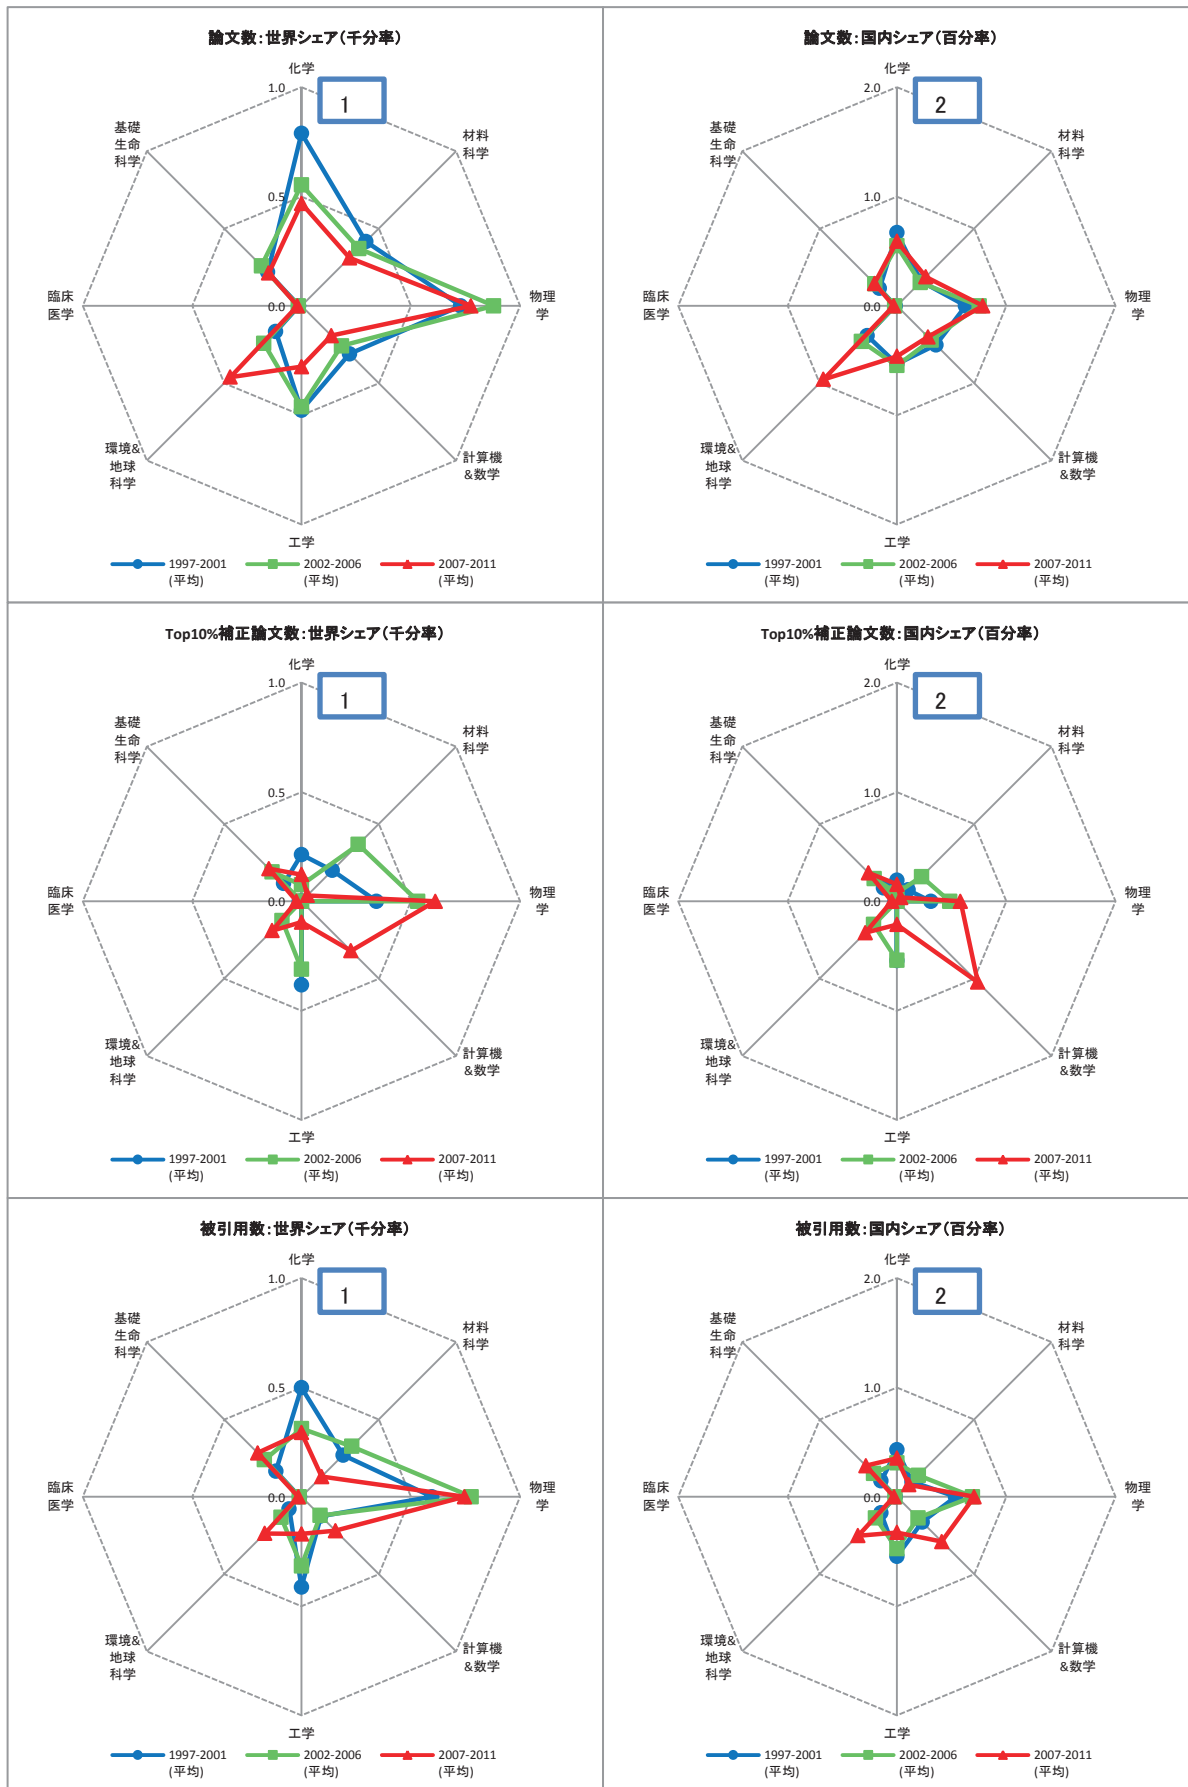 論文数：世界シェア（千分率）
化学
1.0
1
基礎
生命
科学
材料
科学
0.5
臨床
医学
0.0
物理
学
環境&
地球
科学
計算機
&数学
工学
1997-2001
(平均)
2002-2006
(平均)
2007-2011
(平均)
論文数：国内シェア（百分率）
化学
2.0
2
基礎
生命
科学
材料
科学
1.0
臨床
医学
0.0
物理
学
環境&
地球
科学
計算機
&数学
工学
1997-2001
(平均)
2002-2006
(平均)
2007-2011
(平均)
Top10%補正論文数：世界シェア（千分率）
化学
1.0
1
基礎
生命
科学
材料
科学
0.5
臨床
医学
0.0
物理
学
環境&
地球
科学
計算機
&数学
工学
1997-2001
(平均)
2002-2006
(平均)
2007-2011
(平均)
Top10%補正論文数：国内シェア（百分率）
化学
2.0
2
基礎
生命
科学
材料
科学
1.0
臨床
医学
0.0
物理
学
環境&
地球
科学
計算機
&数学
工学
1997-2001
(平均)
2002-2006
(平均)
2007-2011
(平均)
被引用数：世界シェア（千分率）
化学
1.0
1
基礎
生命
科学
材料
科学
0.5
臨床
医学
0.0
物理
学
環境&
地球
科学
計算機
&数学
工学
1997-2001
(平均)
2002-2006
(平均)
2007-2011
(平均)
被引用数：国内シェア（百分率）
化学
2.0
2
基礎
生命
科学
材料
科学
1.0
臨床
医学
0.0
物理
学
環境&
地球
科学
計算機
&数学
工学
1997-2001
(平均)
2002-2006
(平均)
2007-2011
(平均)